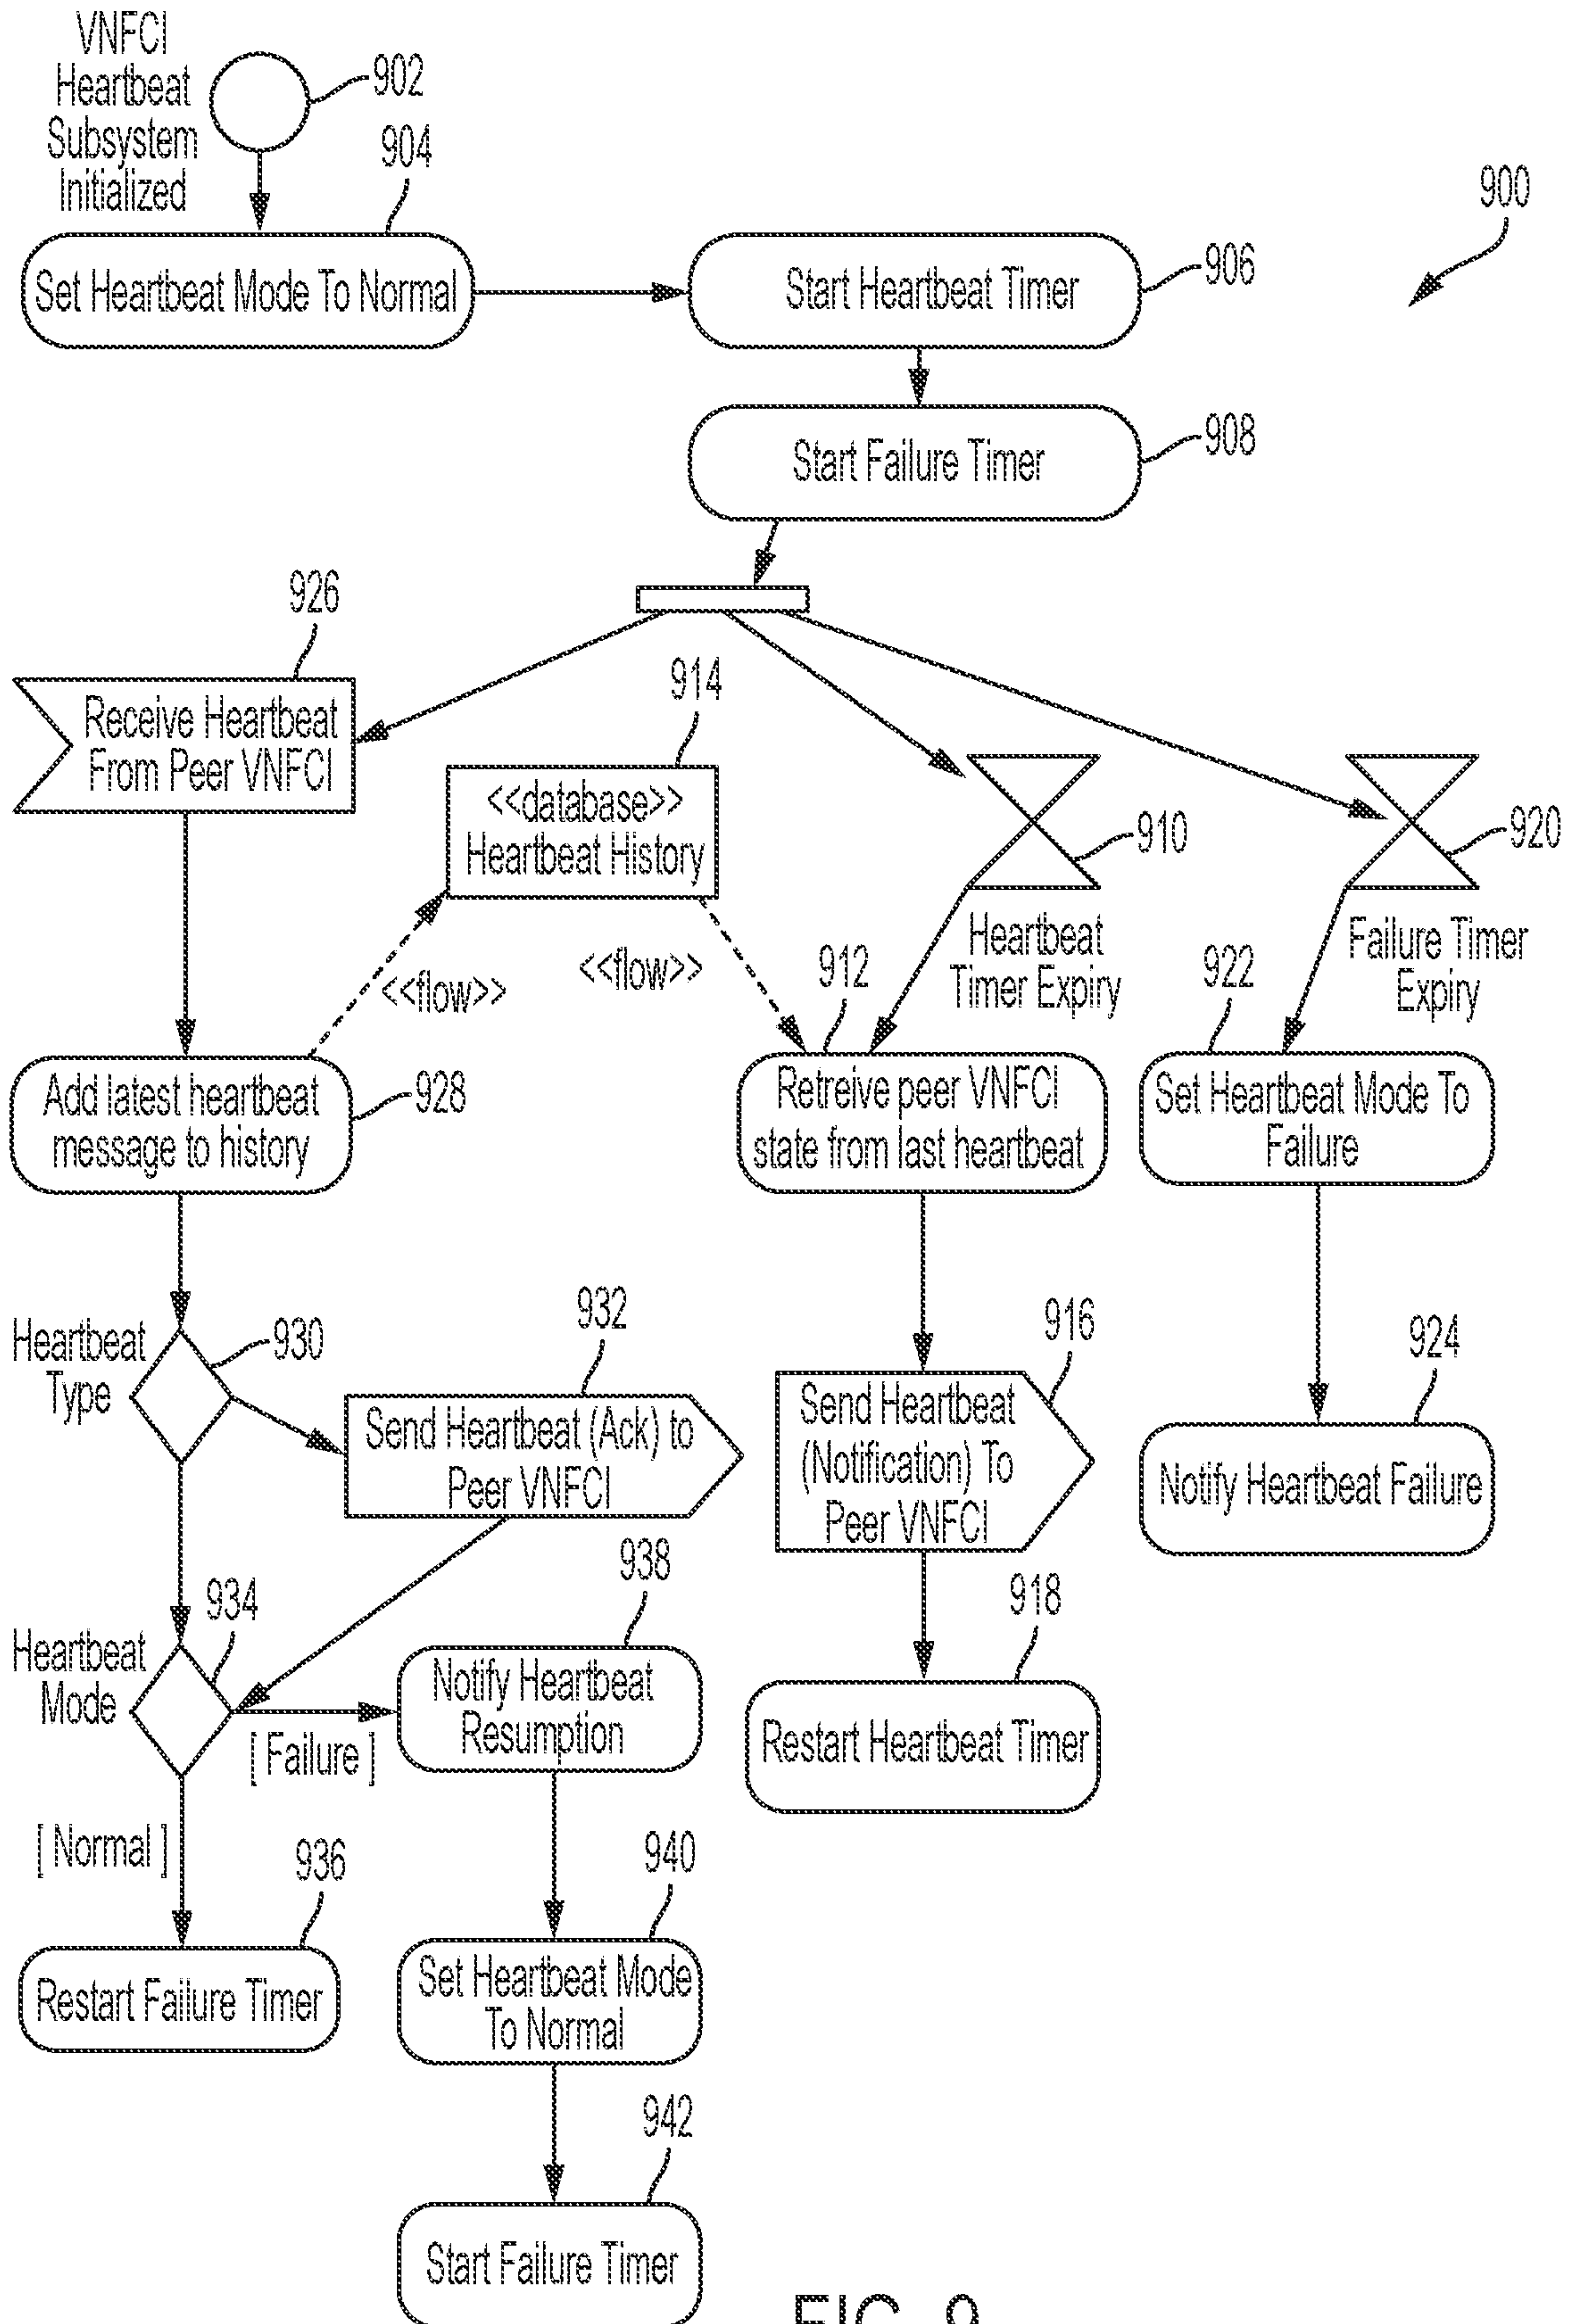 VNFCI
Heartbeat
Subsystem
Initialized
902
904
900
Set Heartbeat Mode To Normal
Start Heartbeat Timer
906
Start Failure Timer
908
926
914
Receive Heartbeat
From Peer VNFCI
<<database>>
Heartbeat History
910
920
Heartbeat
Timer Expiry
Failure Timer
Expiry
<<flow>>
<<flow>>
912
922
Add latest heartbeat
message to history
928
Retreive peer VNFCI
state from last heartbeat
Set Heartbeat Mode To
Failure
Heartbeat
Type
930
932
916
924
Send Heartbeat (Ack) to
Peer VNFCI
Send Heartbeat
(Notification) To
Peer VNFCI
Notify Heartbeat Failure
Heartbeat
Mode
934
938
918
Notify Heartbeat
Resumption
Restart Heartbeat Timer
[ Failure ]
[ Normal ]
936
940
Restart Failure Timer
Set Heartbeat Mode
To Normal
942
Start Failure Timer
FIG. 9